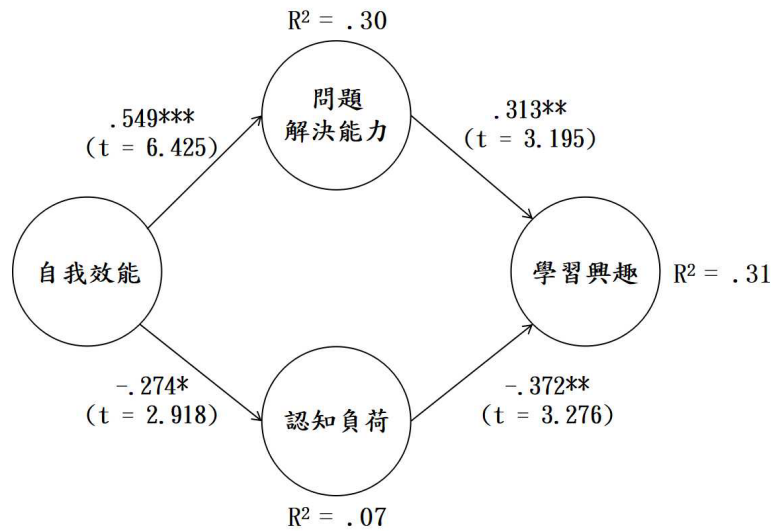 R² = .30
問題
解決能力
.549***
(t = 6.425)
.313**
(t = 3.195)
自我效能
學習興趣
R² = .31
-.274*
(t = 2.918)
認知負荷
-.372**
(t = 3.276)
R² = .07